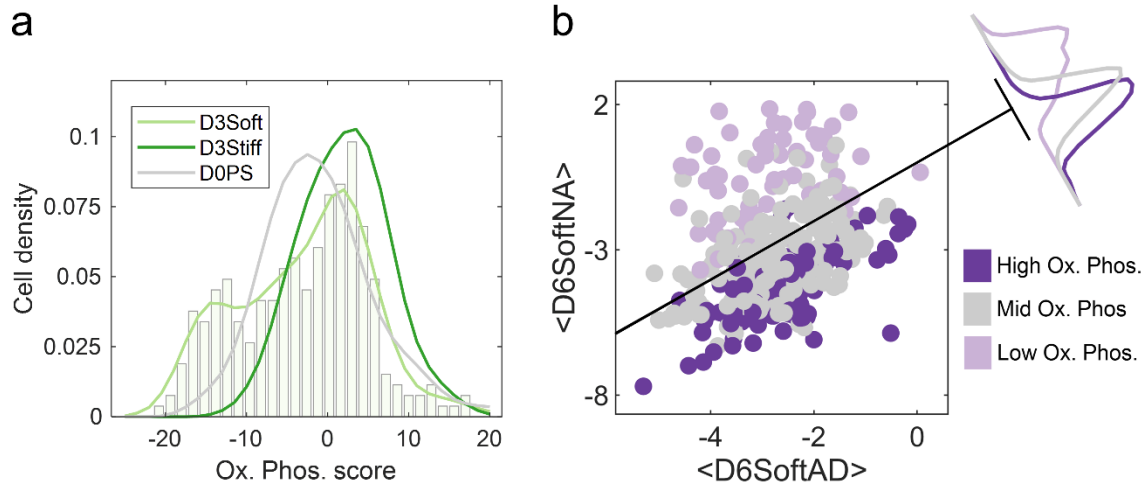 a
D3Soft
D3Stiff
D0PS
0.1
0.075
0.05
0.025
0
Cell density
-20
-10
0
10
20
Ox. Phos. score
b
2
-3
-8
<D6SoftNA>
-4
-2
0
<D6SoftAD>
High Ox. Phos.
Mid Ox. Phos
Low Ox. Phos.